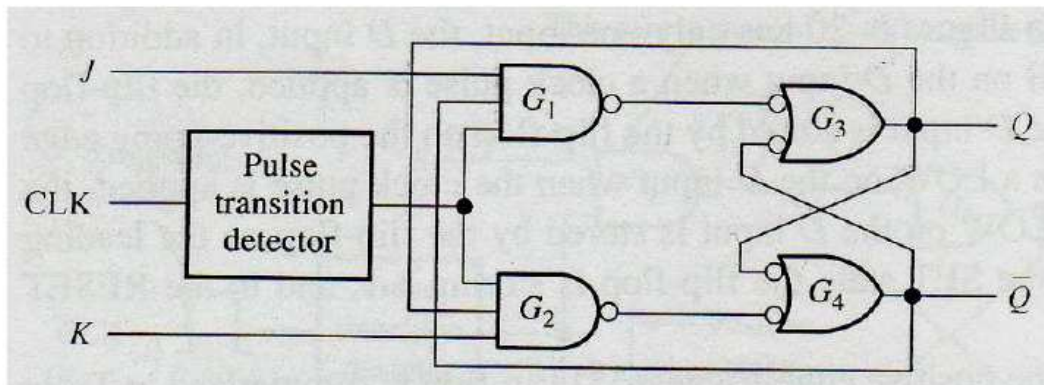 J
G1
G3
Q
Pulse
transition
detector
CLK
G2
G4
Q̅
K